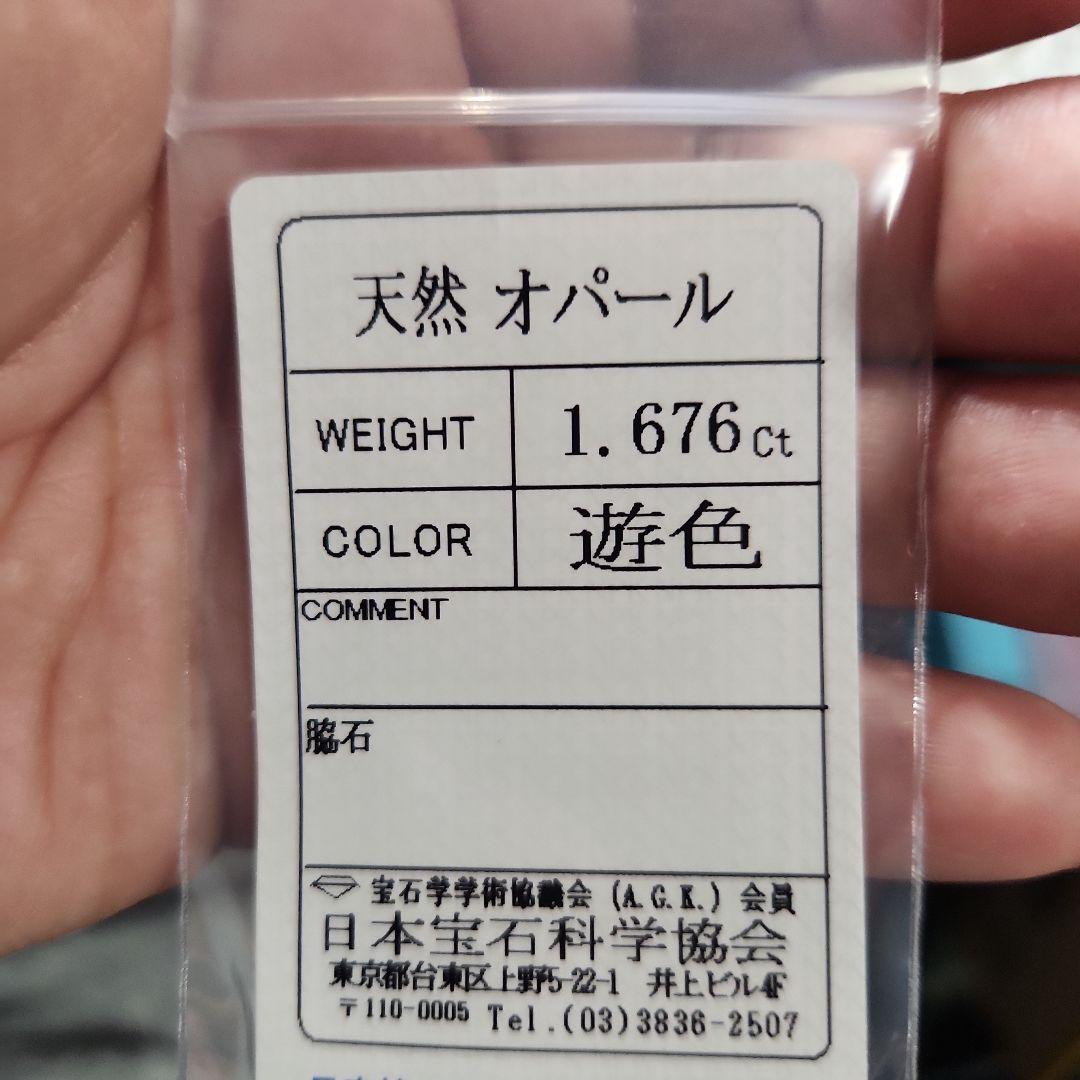 天然 オパール
WEIGHT 1.676ct
COLOR 遊色
COMMENT
脇石
宝石学学術協議会 (A.G.K.) 会員
日本宝石科学協会
東京都台東区上野5-22-1 井上ビル4F
〒110-0005 Tel.(03)3836-2507